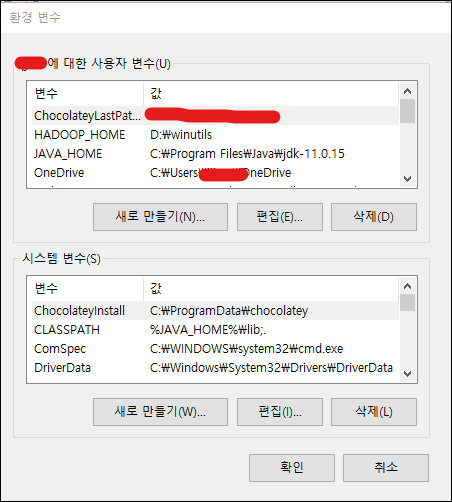 환경 변수
에 대한 사용자 변수(U)
변수 값
ChocolateyLastPat...
HADOOP_HOME D:₩winutils
JAVA_HOME C:₩Program Files₩Java₩jdk-11.0.15
OneDrive C:₩Users₩ OneDrive
새로 만들기(N)... 편집(E)... 삭제(D)
시스템 변수(S)
변수 값
ChocolateyInstall C:₩ProgramData₩chocolatey
CLASSPATH %JAVA_HOME%₩lib;.
ComSpec C:₩WINDOWS₩system32₩cmd.exe
DriverData C:₩Windows₩System32₩Drivers₩DriverData
새로 만들기(W)... 편집(I)... 삭제(L)
확인 취소